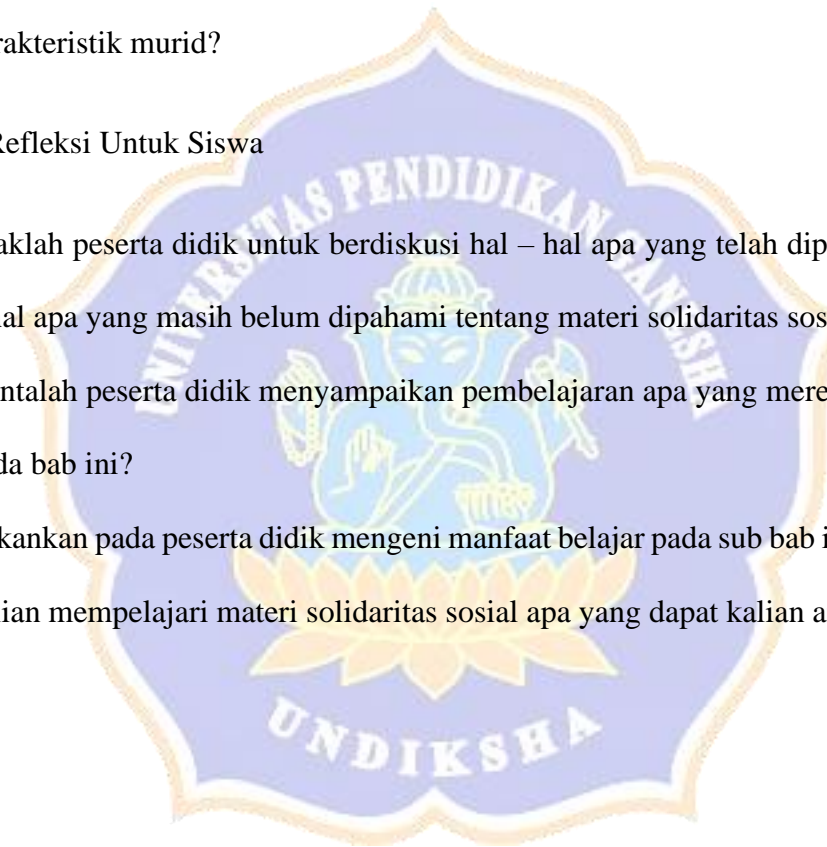 rakteristik murid?
Refleksi Untuk Siswa
aklah peserta didik untuk berdiskusi hal – hal apa yang telah dip
al apa yang masih belum dipahami tentang materi solidaritas sos
ntalah peserta didik menyampaikan pembelajaran apa yang mere
da bab ini?
kankan pada peserta didik mengeni manfaat belajar pada sub bab i
lian mempelajari materi solidaritas sosial apa yang dapat kalian a
UNIVERSITAS PENDIDIKAN GANESHA
UNDIKSHA